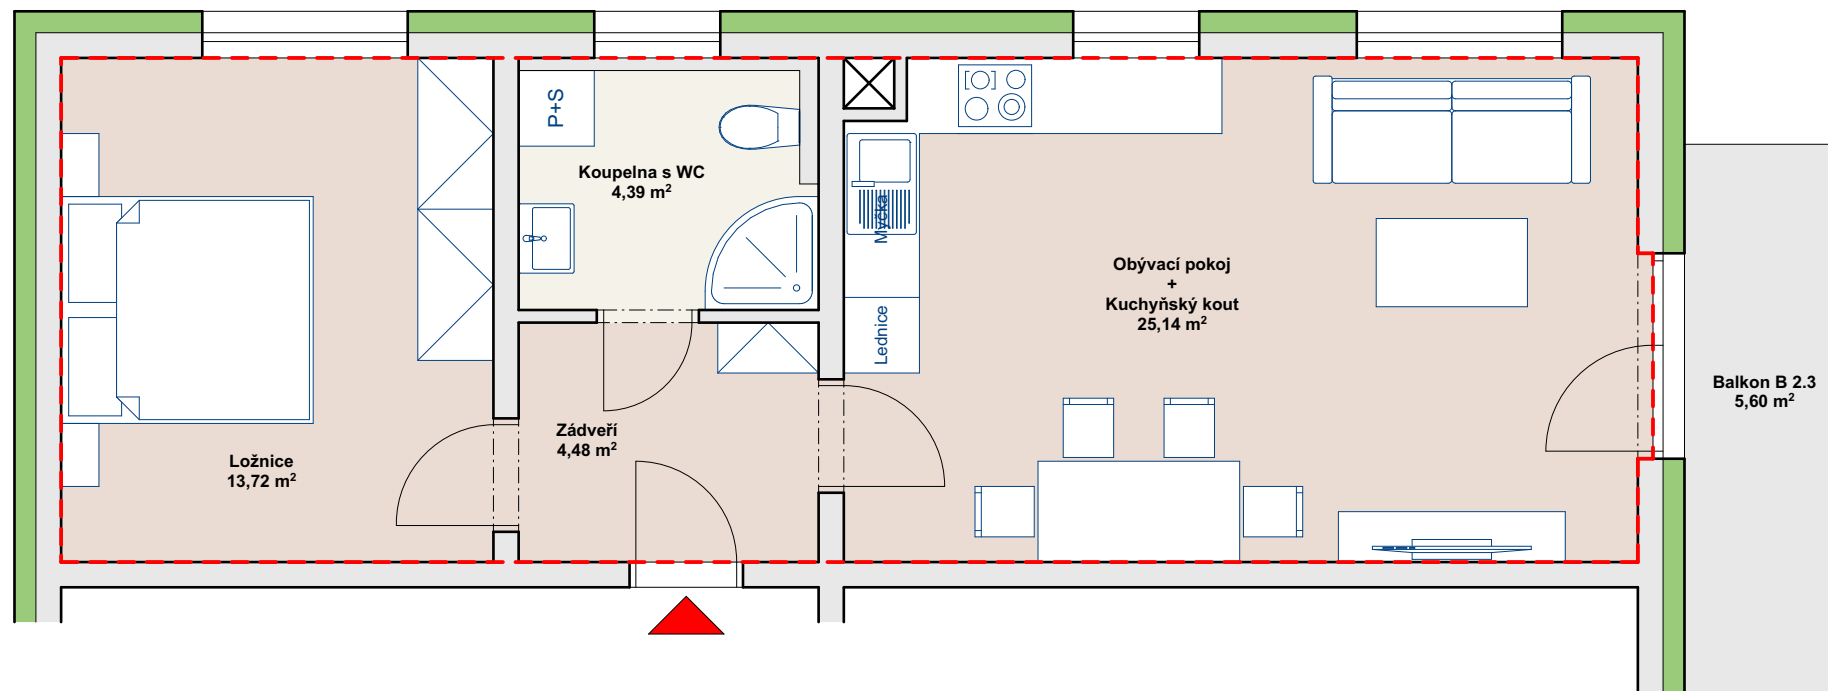 P+S
Koupelna s WC
4,39 m²
Myčka
Lednice
Obývací pokoj
+
Kuchyňský kout
25,14 m²
Balkon B 2.3
5,60 m²
Zádveří
4,48 m²
Ložnice
13,72 m²